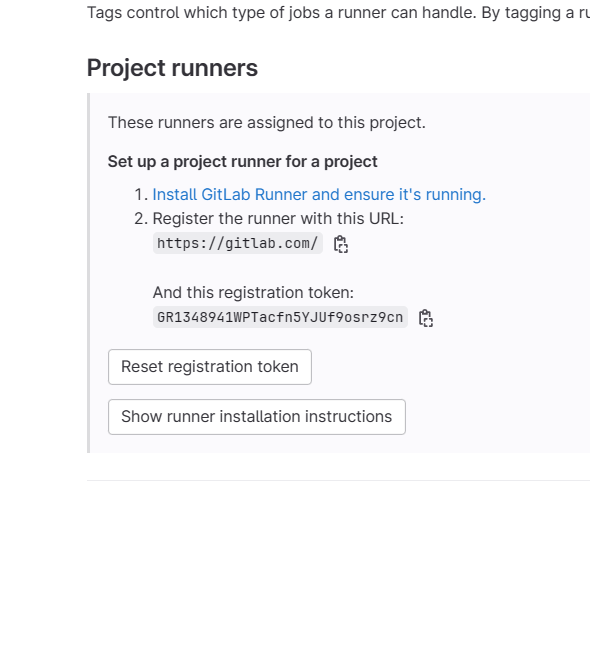 Tags control which type of jobs a runner can handle. By tagging a ru
Project runners
These runners are assigned to this project.
Set up a project runner for a project
1. Install GitLab Runner and ensure it's running.
2. Register the runner with this URL:
https://gitlab.com/
And this registration token:
GR1348941WPTacfn5YJUf9osrz9cn
Reset registration token
Show runner installation instructions